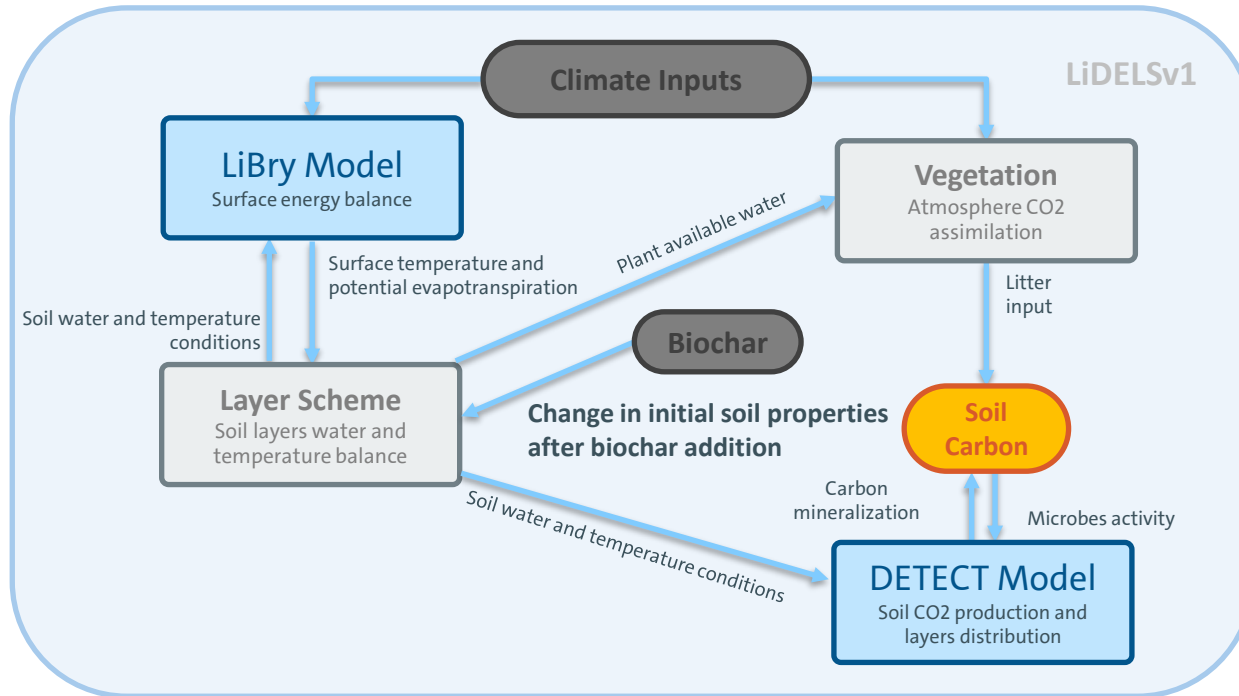 Climate Inputs
LiDELSv1
LiBry Model
Surface energy balance
Vegetation
Atmosphere CO2
assimilation
Plant available water
Surface temperature and
potential evapotranspiration
Litter
input
Soil water and temperature
conditions
Biochar
Layer Scheme
Soil layers water and
temperature balance
Change in initial soil properties
after biochar addition
Soil
Carbon
Soil water and temperature conditions
Carbon
mineralization
Microbes activity
DETECT Model
Soil CO2 production and
layers distribution